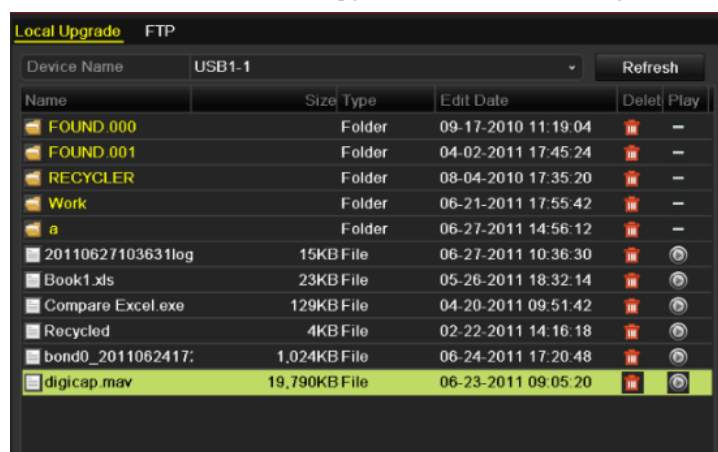 Local Upgrade FTP
Device Name USB1-1 Refresh
Name Size Type Edit Date Delet Play
FOUND.000 Folder 09-17-2010 11:19:04 –
FOUND.001 Folder 04-02-2011 17:45:24 –
RECYCLER Folder 08-04-2010 17:35:20 –
Work Folder 06-21-2011 17:55:42 –
a Folder 06-27-2011 14:56:12 –
20110627103631log 15KB File 06-27-2011 10:36:30
Book1.xls 23KB File 05-26-2011 18:32:14
Compare Excel.exe 129KB File 04-20-2011 09:51:42
Recycled 4KB File 02-22-2011 14:16:18
bond0_2011062417: 1,024KB File 06-24-2011 17:20:48
digicap.mav 19,790KB File 06-23-2011 09:05:20